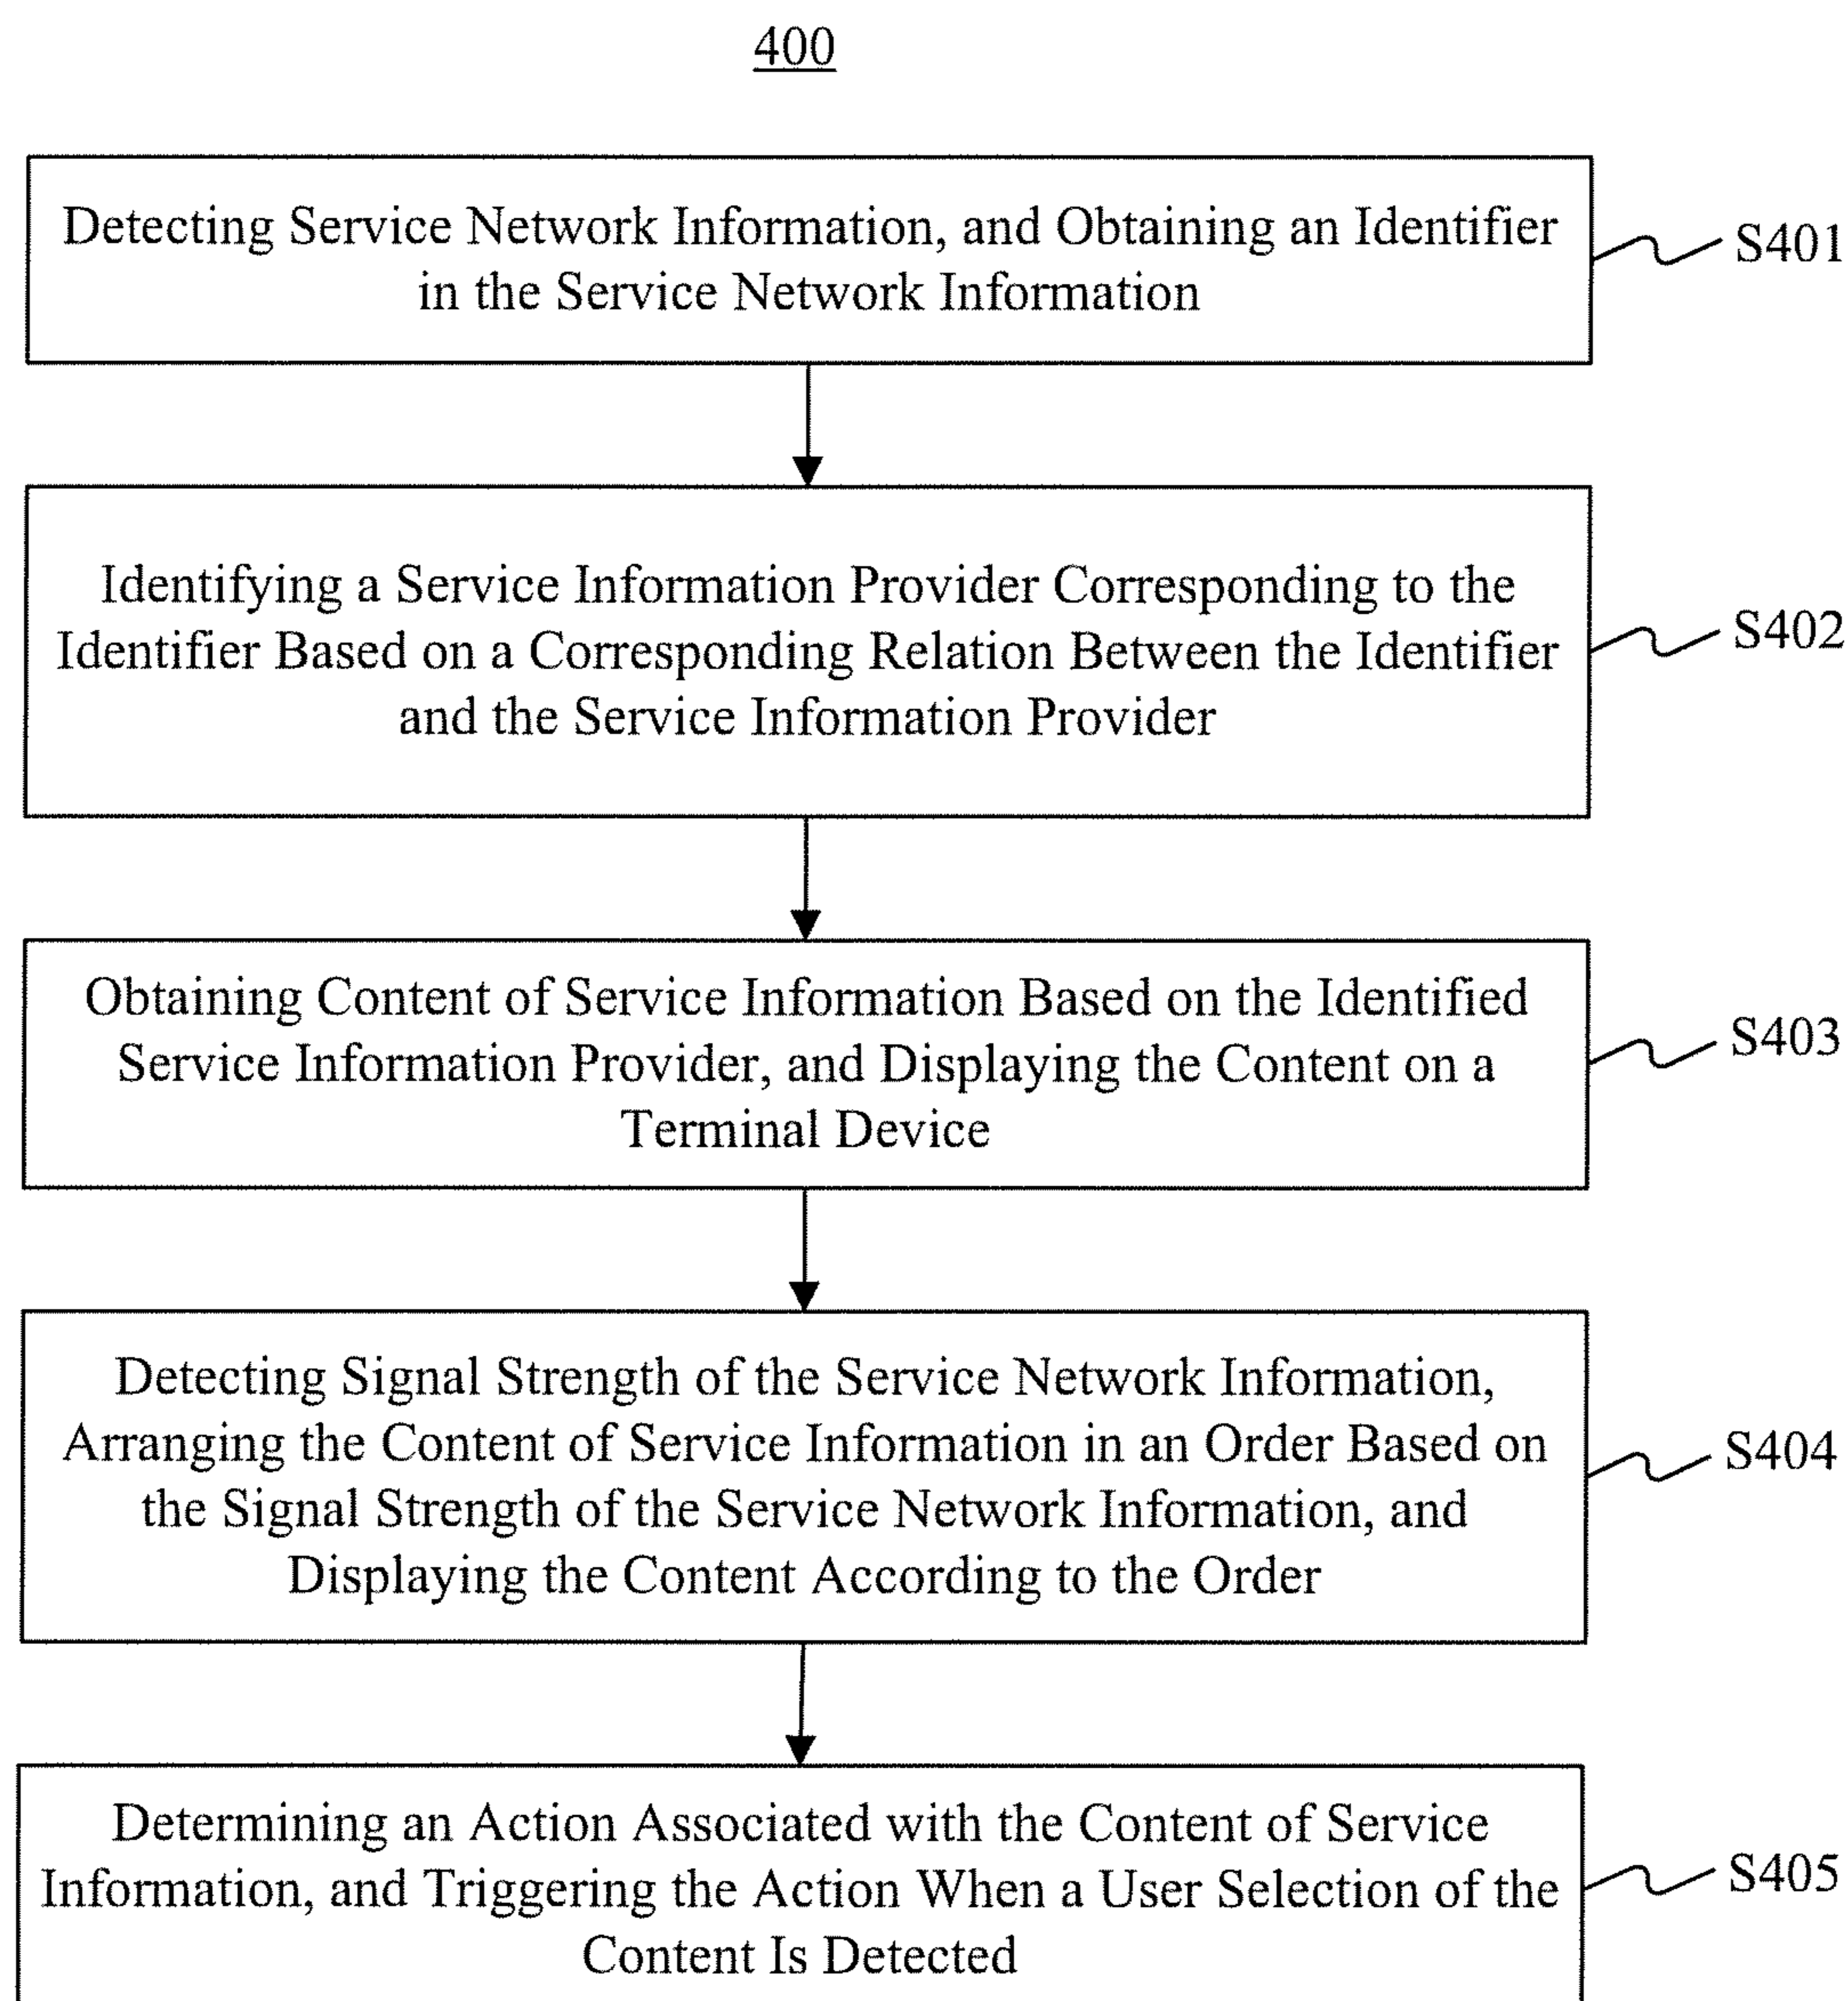 400
Detecting Service Network Information, and Obtaining an Identifier
in the Service Network Information
S401
Identifying a Service Information Provider Corresponding to the
Identifier Based on a Corresponding Relation Between the Identifier
and the Service Information Provider
S402
Obtaining Content of Service Information Based on the Identified
Service Information Provider, and Displaying the Content on a
Terminal Device
S403
Detecting Signal Strength of the Service Network Information,
Arranging the Content of Service Information in an Order Based on
the Signal Strength of the Service Network Information, and
Displaying the Content According to the Order
S404
Determining an Action Associated with the Content of Service
Information, and Triggering the Action When a User Selection of the
Content Is Detected
S405